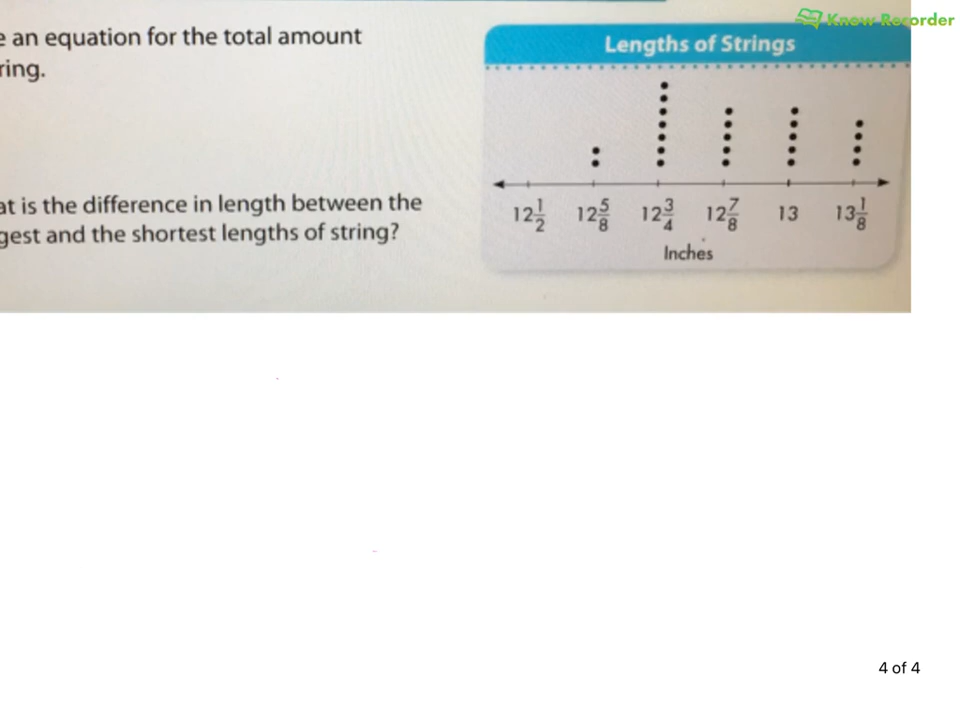 Know Recorder
e an equation for the total amount
ring.
at is the difference in length between the
gest and the shortest lengths of string?
Lengths of Strings
12 1/2 12 5/8 12 3/4 12 7/8 13 13 1/8
Inches
4 of 4